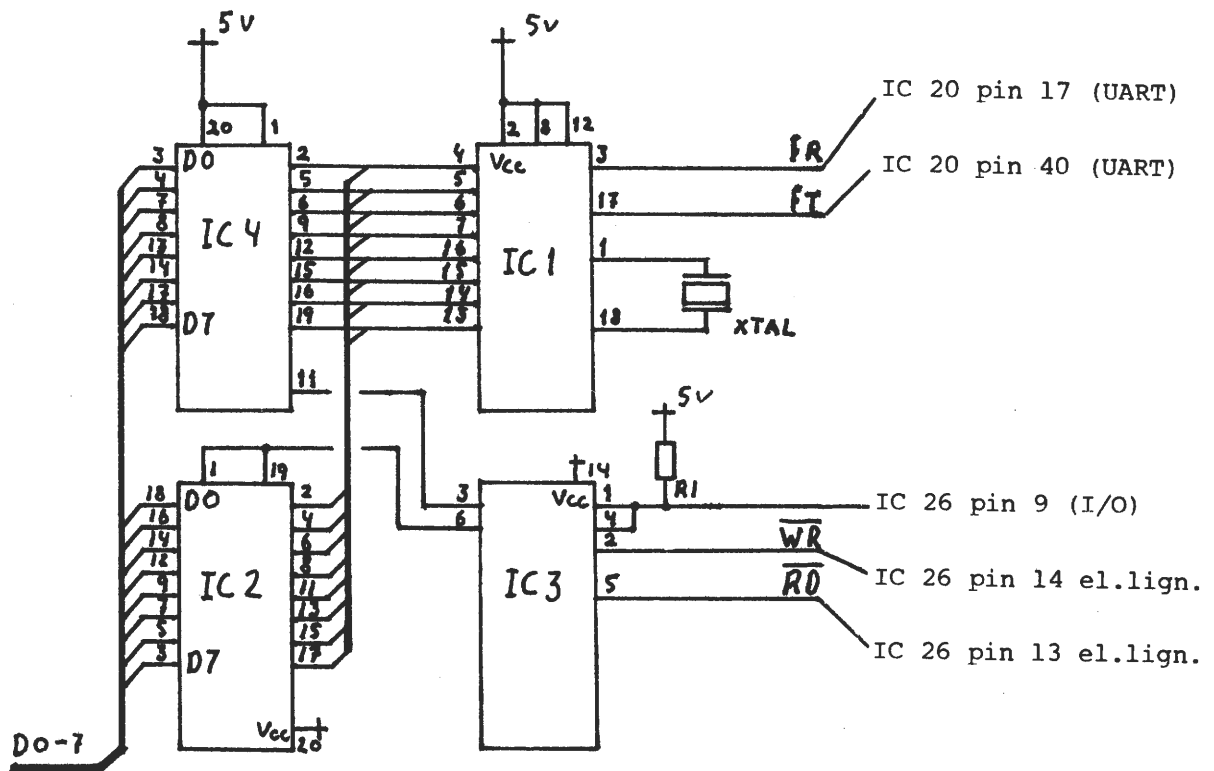 5V
5V
IC 20 pin 17 (UART)
IC 20 pin 40 (UART)
20 1
2 8 12
3 D0 2
4 Vcc 3 fR
4 5 5
7 6 6 17 fT
8 9 7
13 12 16 1
14 15 15
17 16 14
18 D7 19 13 18
IC4
IC1
XTAL
11
5V
1 19
14
R1
18 D0 2
3 Vcc 1 IC 26 pin 9 (I/O)
16 4
6 4
14 6 2 WR
12 8 IC 26 pin 14 el.lign.
9 11 5 RD
7 13
5 15 IC 26 pin 13 el.lign.
3 D7 17
IC2
IC3
Vcc 20
D0-7